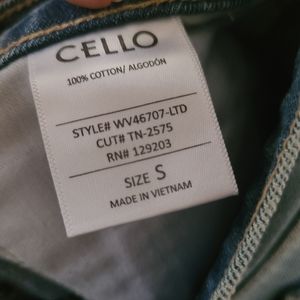 CELLO
100% COTTON/ ALGODÓN
STYLE# WV46707-LTD
CUT# TN-2575
RN# 129203
SIZE S
MADE IN VIETNAM